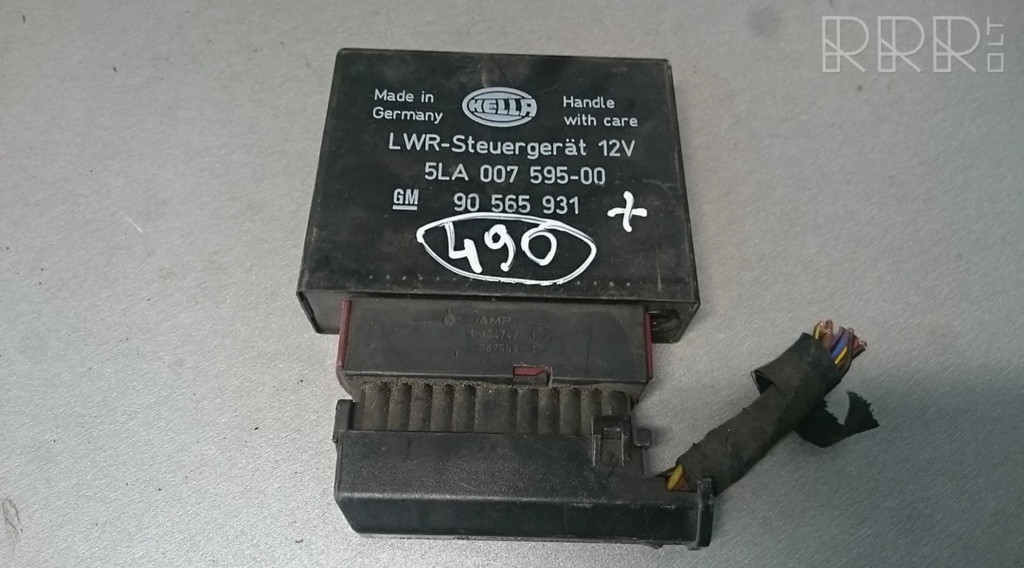 RRR.LT
Made in
Germany
HELLA
Handle
with care
LWR-Steuergerät 12V
5LA 007 595-00
GM 90 565 931 +
490
AMP